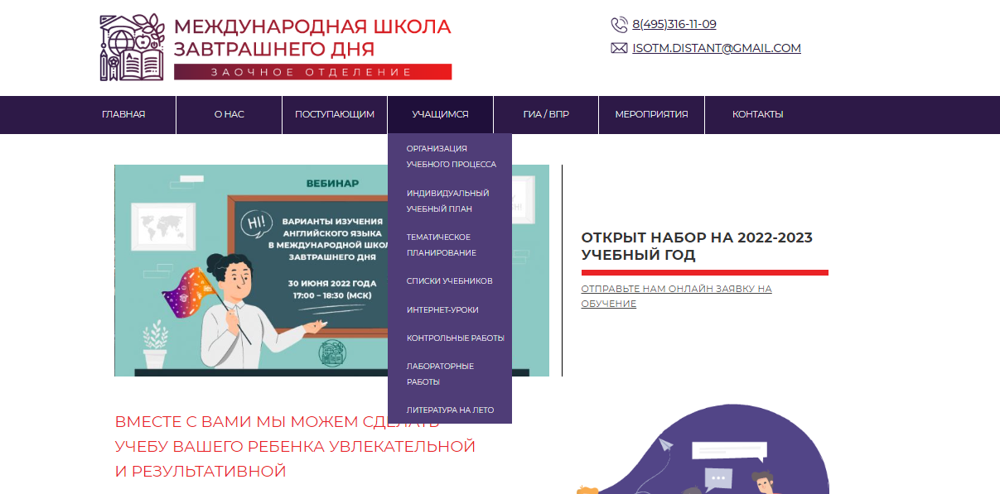 МЕЖДУНАРОДНАЯ ШКОЛА
ЗАВТРАШНЕГО ДНЯ
ЗАОЧНОЕ ОТДЕЛЕНИЕ
8(495)316-11-09
ISOTM.DISTANT@GMAIL.COM
ГЛАВНАЯ
О НАС
ПОСТУПАЮЩИМ
УЧАЩИМСЯ
ГИА / ВПР
МЕРОПРИЯТИЯ
КОНТАКТЫ
ОРГАНИЗАЦИЯ
УЧЕБНОГО ПРОЦЕССА
ИНДИВИДУАЛЬНЫЙ
УЧЕБНЫЙ ПЛАН
ТЕМАТИЧЕСКОЕ
ПЛАНИРОВАНИЕ
СПИСКИ УЧЕБНИКОВ
ИНТЕРНЕТ-УРОКИ
КОНТРОЛЬНЫЕ РАБОТЫ
ЛАБОРАТОРНЫЕ
РАБОТЫ
ЛИТЕРАТУРА НА ЛЕТО
ВЕБИНАР
HI!
ВАРИАНТЫ ИЗУЧЕНИЯ
АНГЛИЙСКОГО ЯЗЫКА
В МЕЖДУНАРОДНОЙ ШКОЛ
ЗАВТРАШНЕГО ДНЯ
30 ИЮНЯ 2022 ГОДА
17:00 – 18:30 (МСК)
ОТКРЫТ НАБОР НА 2022-2023
УЧЕБНЫЙ ГОД
ОТПРАВЬТЕ НАМ ОНЛАЙН ЗАЯВКУ НА
ОБУЧЕНИЕ
ВМЕСТЕ С ВАМИ МЫ МОЖЕМ СДЕЛАТЬ
УЧЕБУ ВАШЕГО РЕБЕНКА УВЛЕКАТЕЛЬНОЙ
И РЕЗУЛЬТАТИВНОЙ